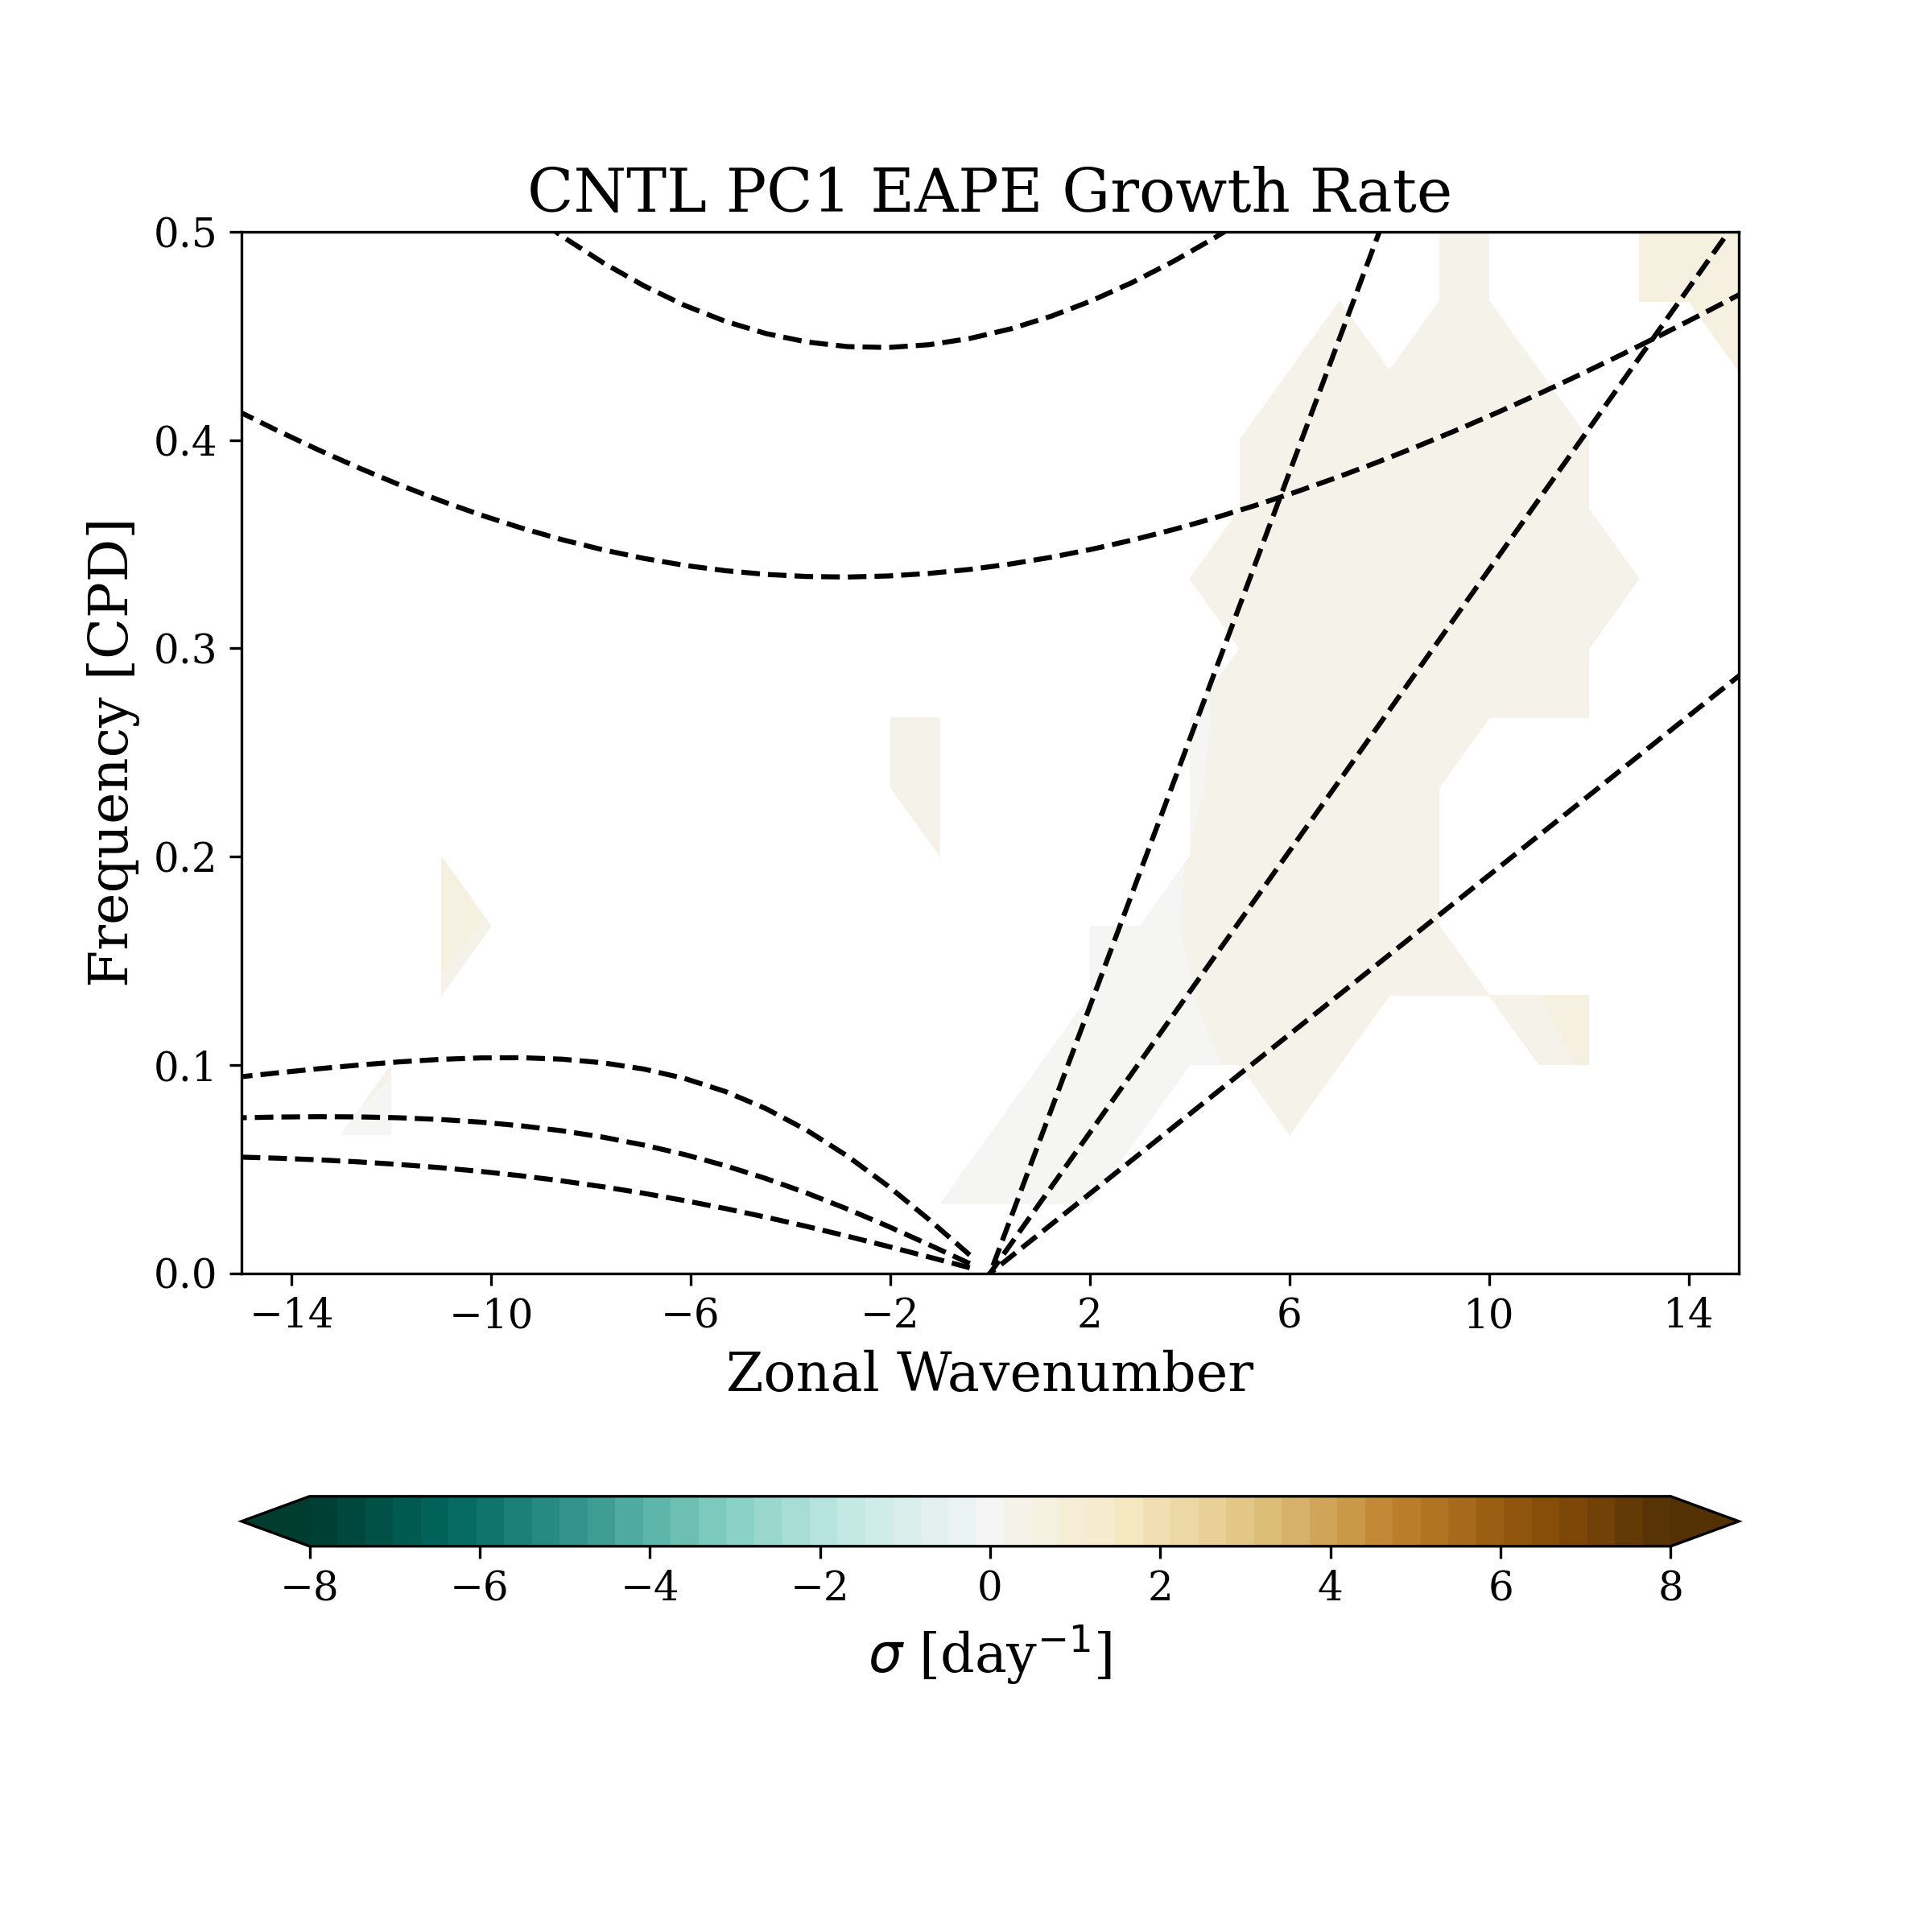 CNTL PC1 EAPE Growth Rate
0.5
0.4
0.3
0.2
0.1
0.0
Frequency [CPD]
−14 −10 −6 −2 2 6 10 14
Zonal Wavenumber
−8 −6 −4 −2 0 2 4 6 8
σ [day⁻¹]